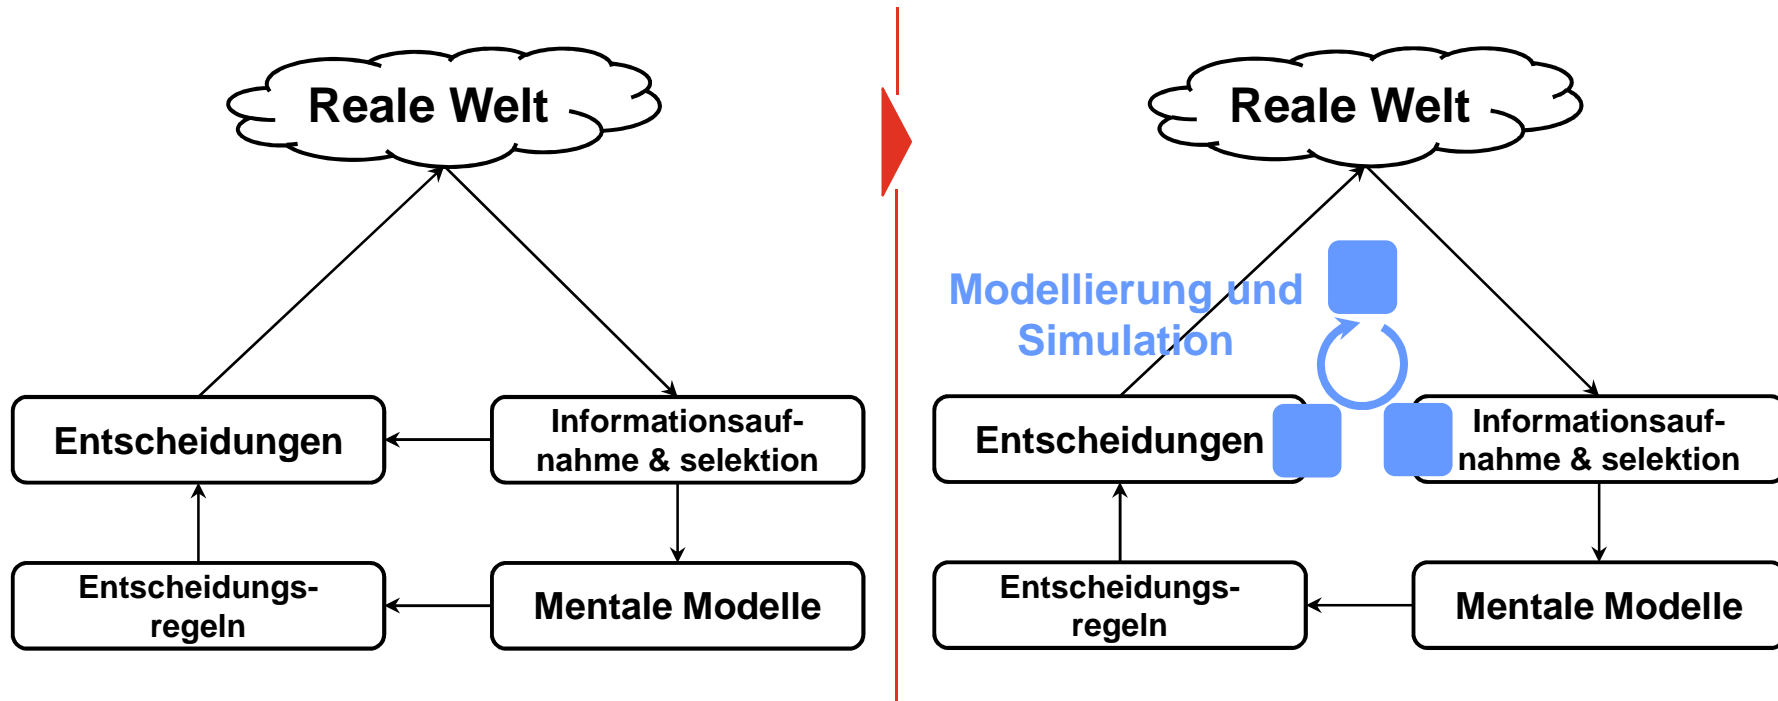 Reale Welt
Entscheidungen
Informationsauf-
nahme & selektion
Entscheidungs-
regeln
Mentale Modelle
Reale Welt
Modellierung und
Simulation
Entscheidungen
Informationsauf-
nahme & selektion
Entscheidungs-
regeln
Mentale Modelle